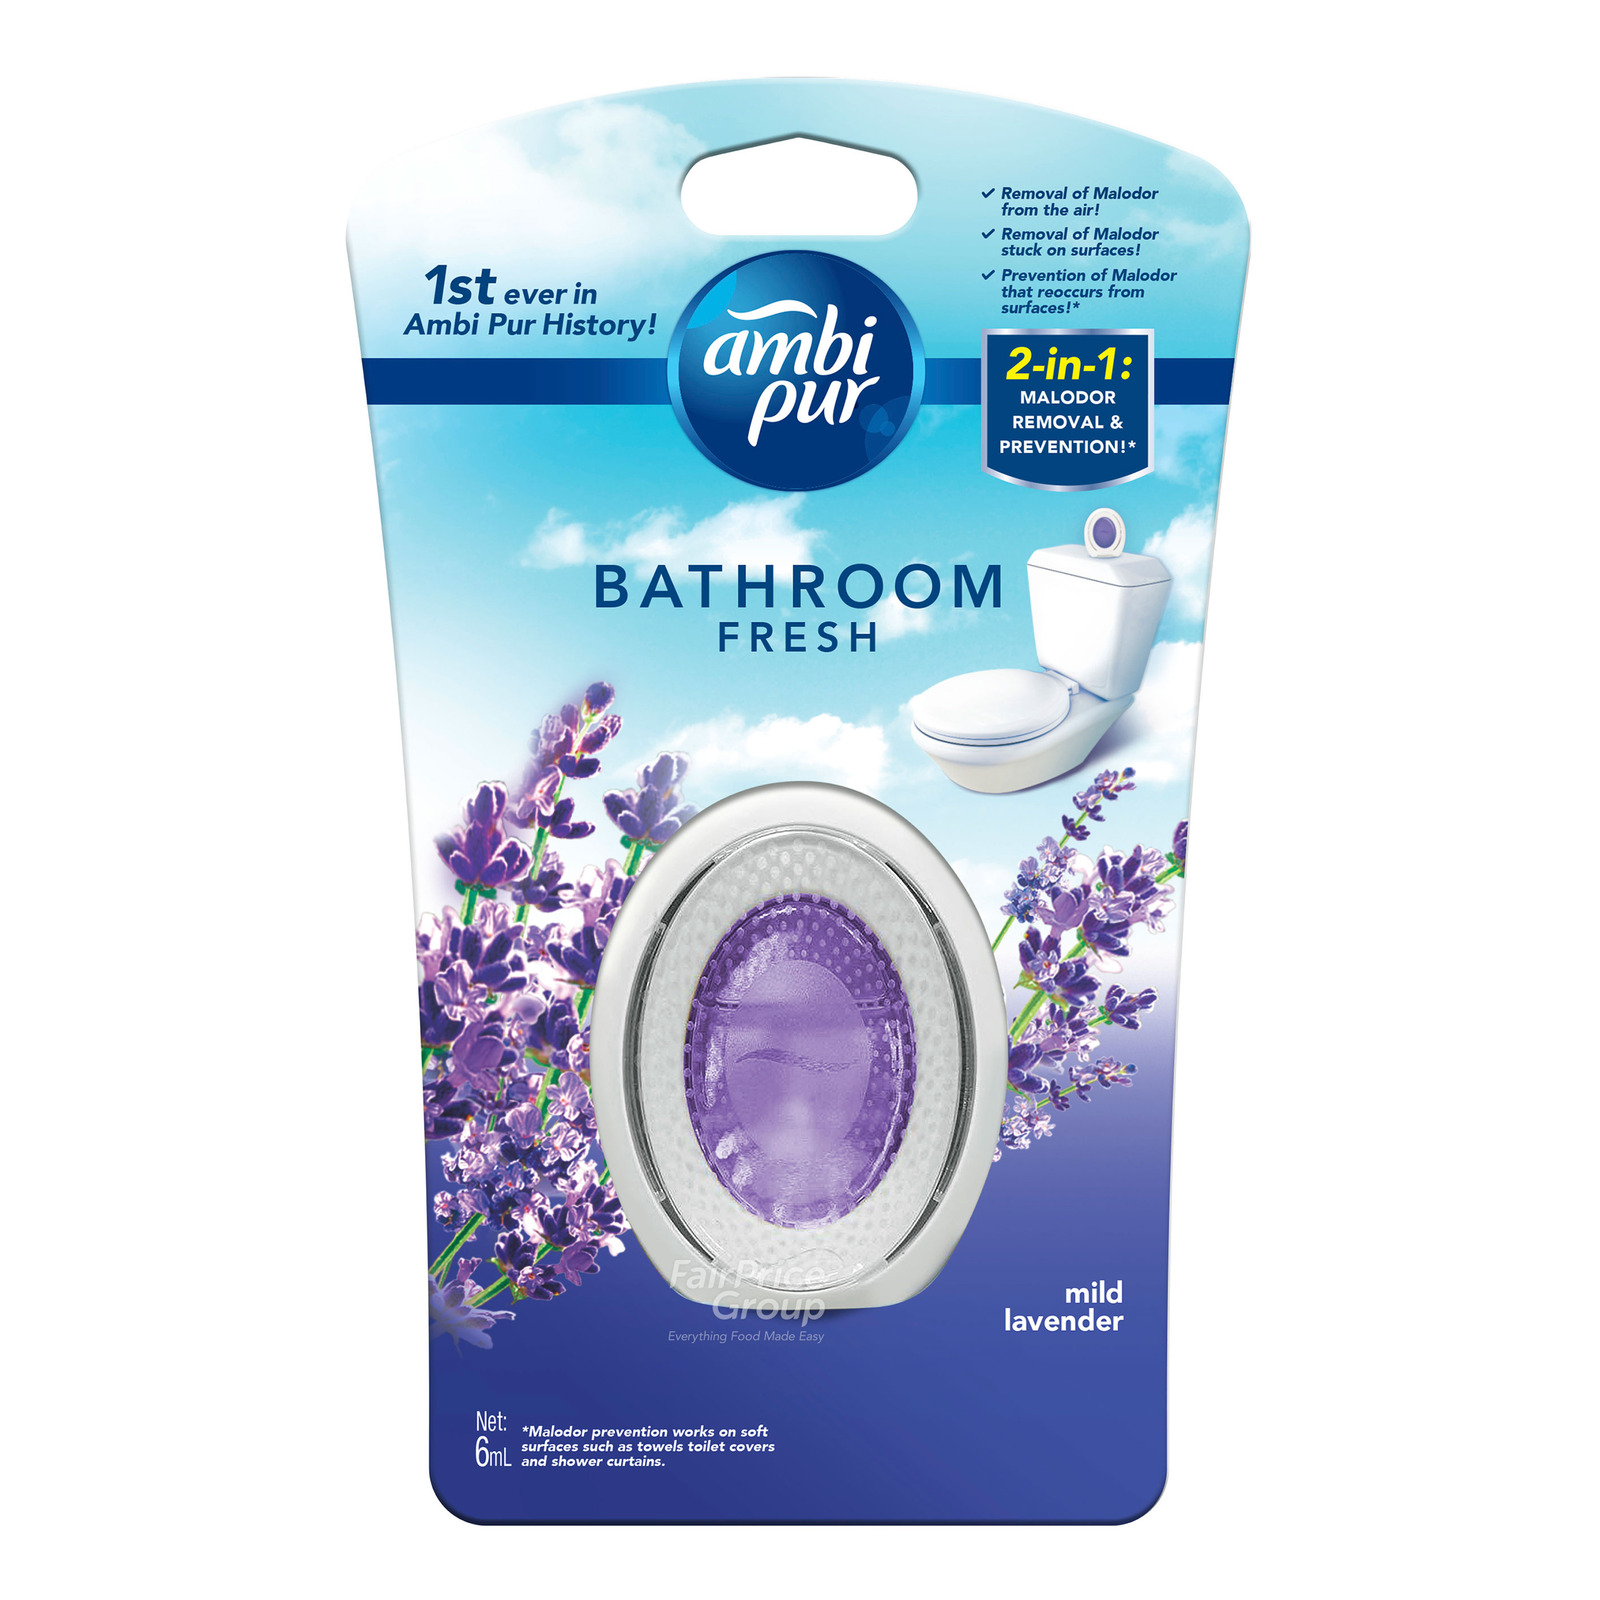 1st ever in
Ambi Pur History!
ambi
pur
✓ Removal of Malodor
from the air!
✓ Removal of Malodor
stuck on surfaces!
✓ Prevention of Malodor
that reoccurs from
surfaces!*
2-in-1:
MALODOR
REMOVAL &
PREVENTION!*
BATHROOM
FRESH
FairPrice
Group
Everything Food Made Easy
mild
lavender
Net:
6mL
*Malodor prevention works on soft
surfaces such as towels toilet covers
and shower curtains.